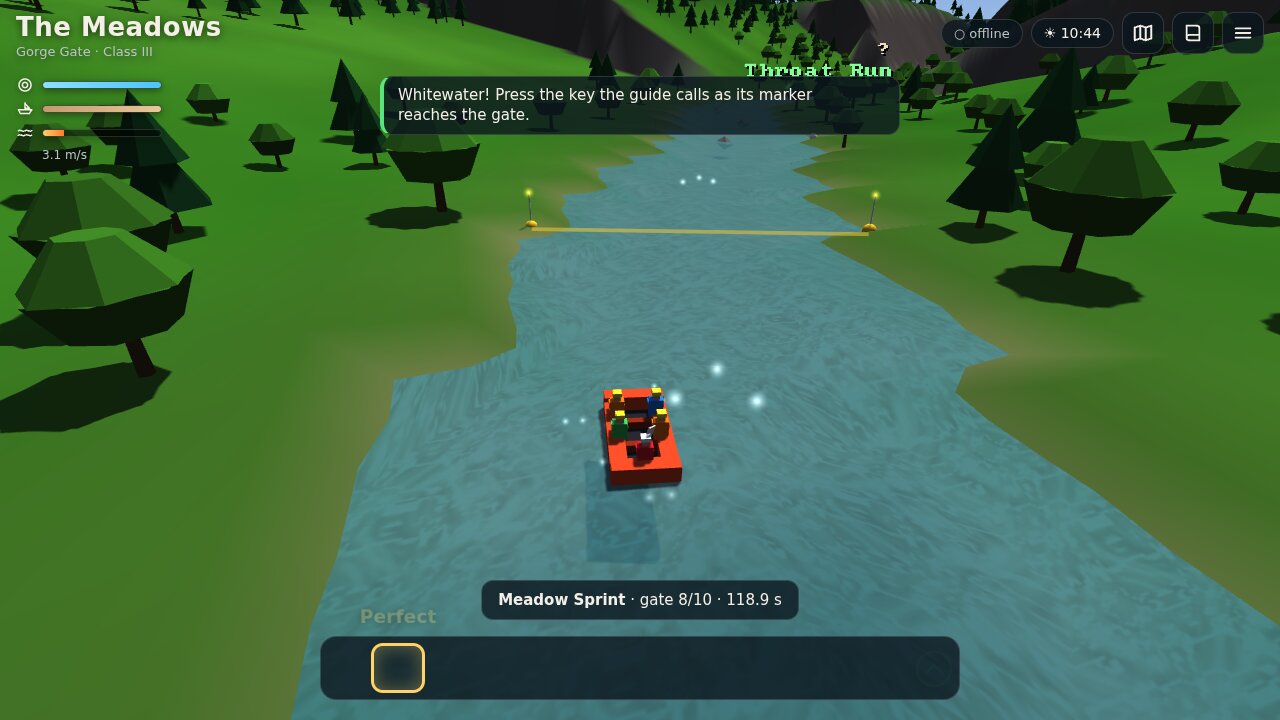 The Meadows
Gorge Gate · Class III
3.1 m/s
offline
10:44
?
Throat Run
Whitewater! Press the key the guide calls as its marker
reaches the gate.
Meadow Sprint · gate 8/10 · 118.9 s
Perfect